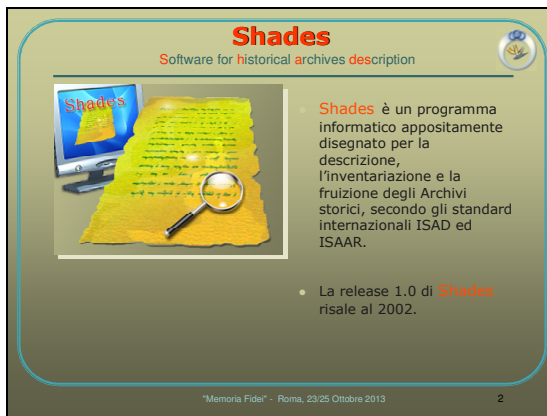 Shades
Software for historical archives description
Shades
Shades è un programma
informatico appositamente
disegnato per la
descrizione,
l'inventariazione e la
fruizione degli Archivi
storici, secondo gli standard
internazionali ISAD ed
ISAAR.
La release 1.0 di Shades
risale al 2002.
"Memoria Fidei" - Roma, 23/25 Ottobre 2013
2